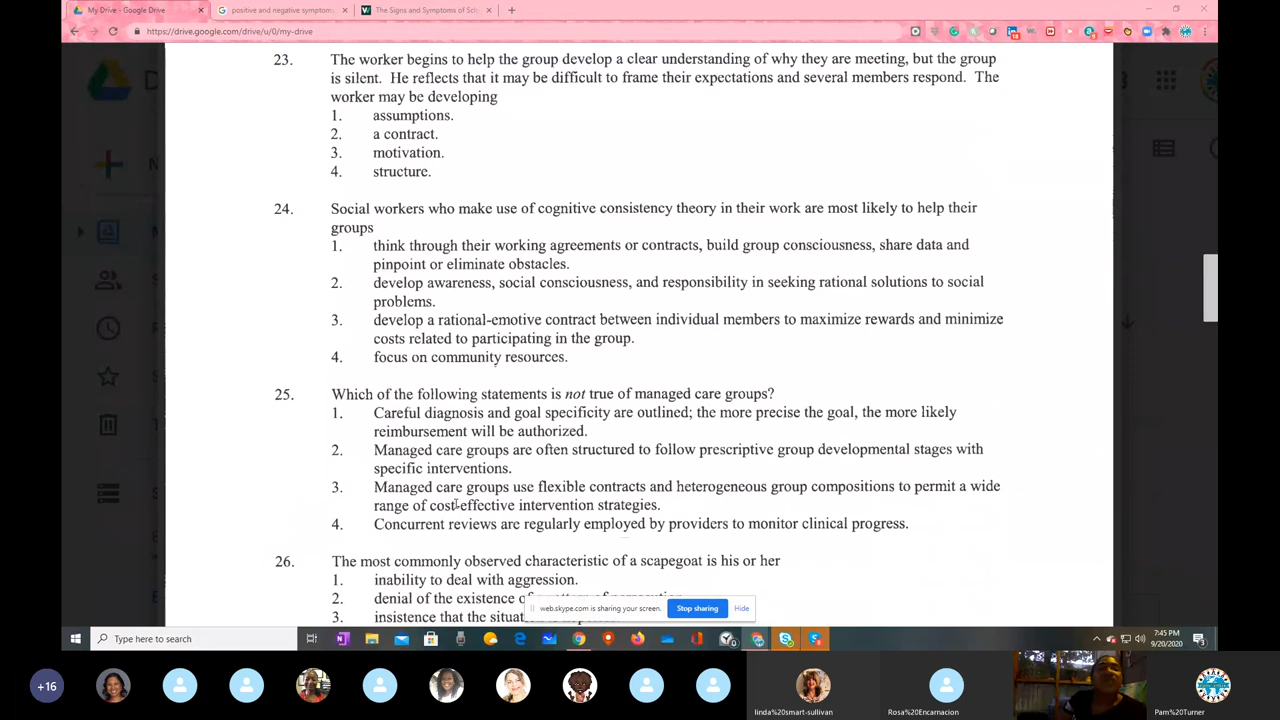 My Drive - Google Drive
positive and negative symptoms
The Signs and Symptoms of Sch
https://drive.google.com/drive/u/0/my-drive
23. The worker begins to help the group develop a clear understanding of why they are meeting, but the group
is silent. He reflects that it may be difficult to frame their expectations and several members respond. The
worker may be developing
1. assumptions.
2. a contract.
3. motivation.
4. structure.
24. Social workers who make use of cognitive consistency theory in their work are most likely to help their
groups
1. think through their working agreements or contracts, build group consciousness, share data and
pinpoint or eliminate obstacles.
2. develop awareness, social consciousness, and responsibility in seeking rational solutions to social
problems.
3. develop a rational-emotive contract between individual members to maximize rewards and minimize
costs related to participating in the group.
4. focus on community resources.
25. Which of the following statements is not true of managed care groups?
1. Careful diagnosis and goal specificity are outlined; the more precise the goal, the more likely
reimbursement will be authorized.
2. Managed care groups are often structured to follow prescriptive group developmental stages with
specific interventions.
3. Managed care groups use flexible contracts and heterogeneous group compositions to permit a wide
range of cost-effective intervention strategies.
4. Concurrent reviews are regularly employed by providers to monitor clinical progress.
26. The most commonly observed characteristic of a scapegoat is his or her
1. inability to deal with aggression.
2. denial of the existence
3. insistence that the
web.skype.com is sharing your screen. Stop sharing Hide
Type here to search
7:45 PM
9/20/2020
+16
linda%20smart-sullivan
Rosa%20Encarnacion
Pam%20Turner